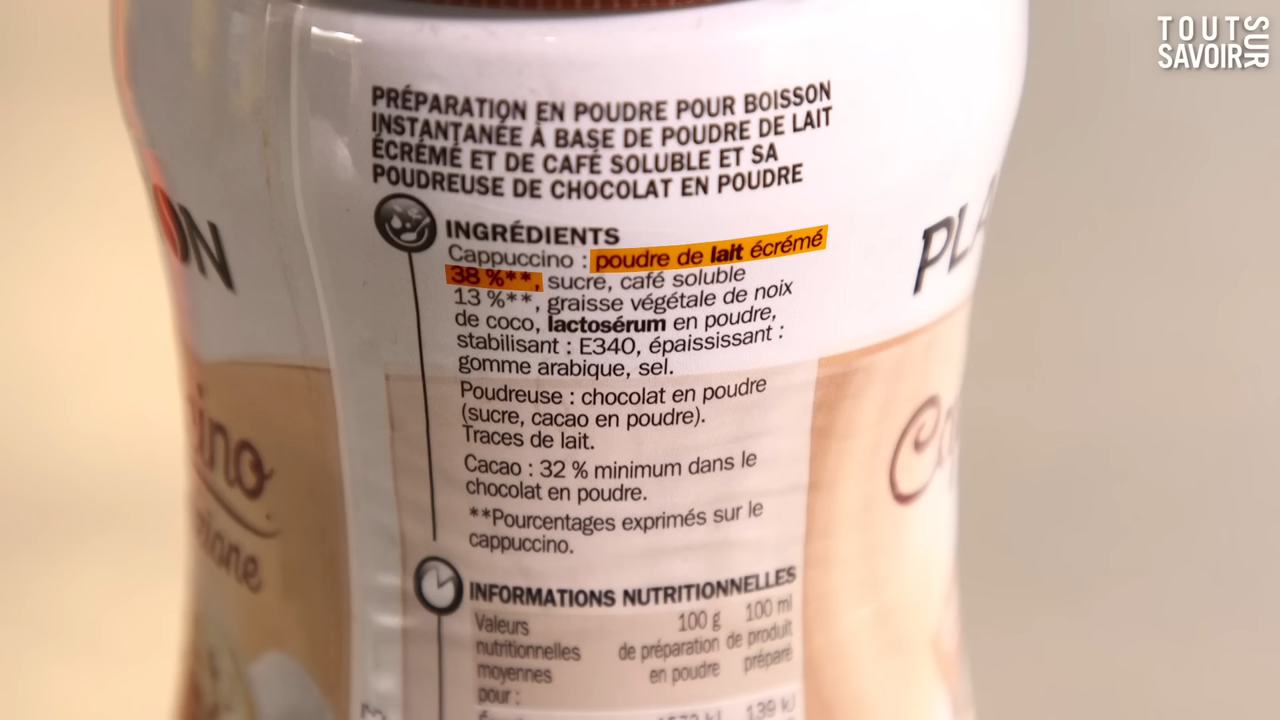 TOUT
SAVOIR
SUR
PRÉPARATION EN POUDRE POUR BOISSON
INSTANTANÉE À BASE DE POUDRE DE LAIT
ÉCRÉMÉ ET DE CAFÉ SOLUBLE ET SA
POUDREUSE DE CHOCOLAT EN POUDRE
INGRÉDIENTS
Cappuccino : poudre de lait écrémé
38 %**, sucre, café soluble
13 %**, graisse végétale de noix
de coco, lactosérum en poudre,
stabilisant : E340, épaississant :
gomme arabique, sel.
Poudreuse : chocolat en poudre
(sucre, cacao en poudre).
Traces de lait.
Cacao : 32 % minimum dans le
chocolat en poudre.
**Pourcentages exprimés sur le
cappuccino.
INFORMATIONS NUTRITIONNELLES
Valeurs
nutritionnelles
moyennes
pour :
100 g
de préparation
en poudre
100 ml
de produit
préparé
139 kJ
ON
PLA
ino